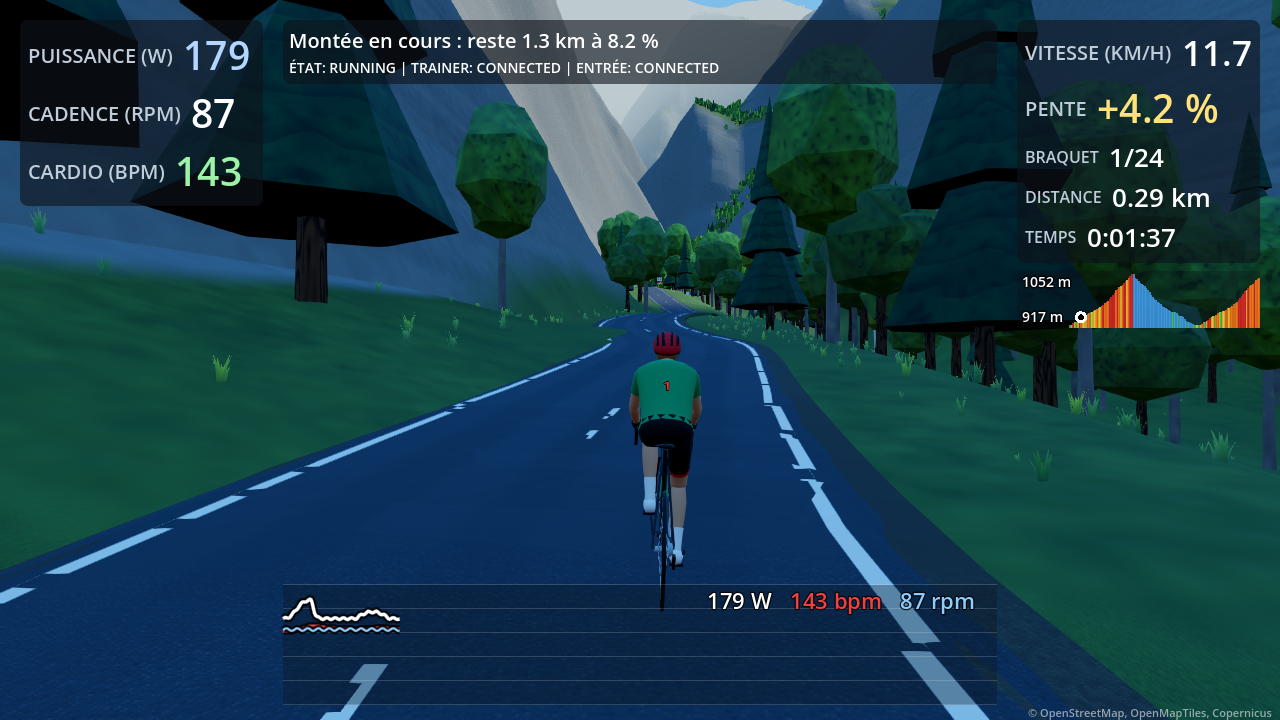 PUISSANCE (W) 179
CADENCE (RPM) 87
CARDIO (BPM) 143
Montée en cours : reste 1.3 km à 8.2 %
ÉTAT: RUNNING | TRAINER: CONNECTED | ENTRÉE: CONNECTED
VITESSE (KM/H) 11.7
PENTE +4.2 %
BRAQUET 1/24
DISTANCE 0.29 km
TEMPS 0:01:37
1052 m
917 m
1
179 W 143 bpm 87 rpm
© OpenStreetMap, OpenMapTiles, Copernicus